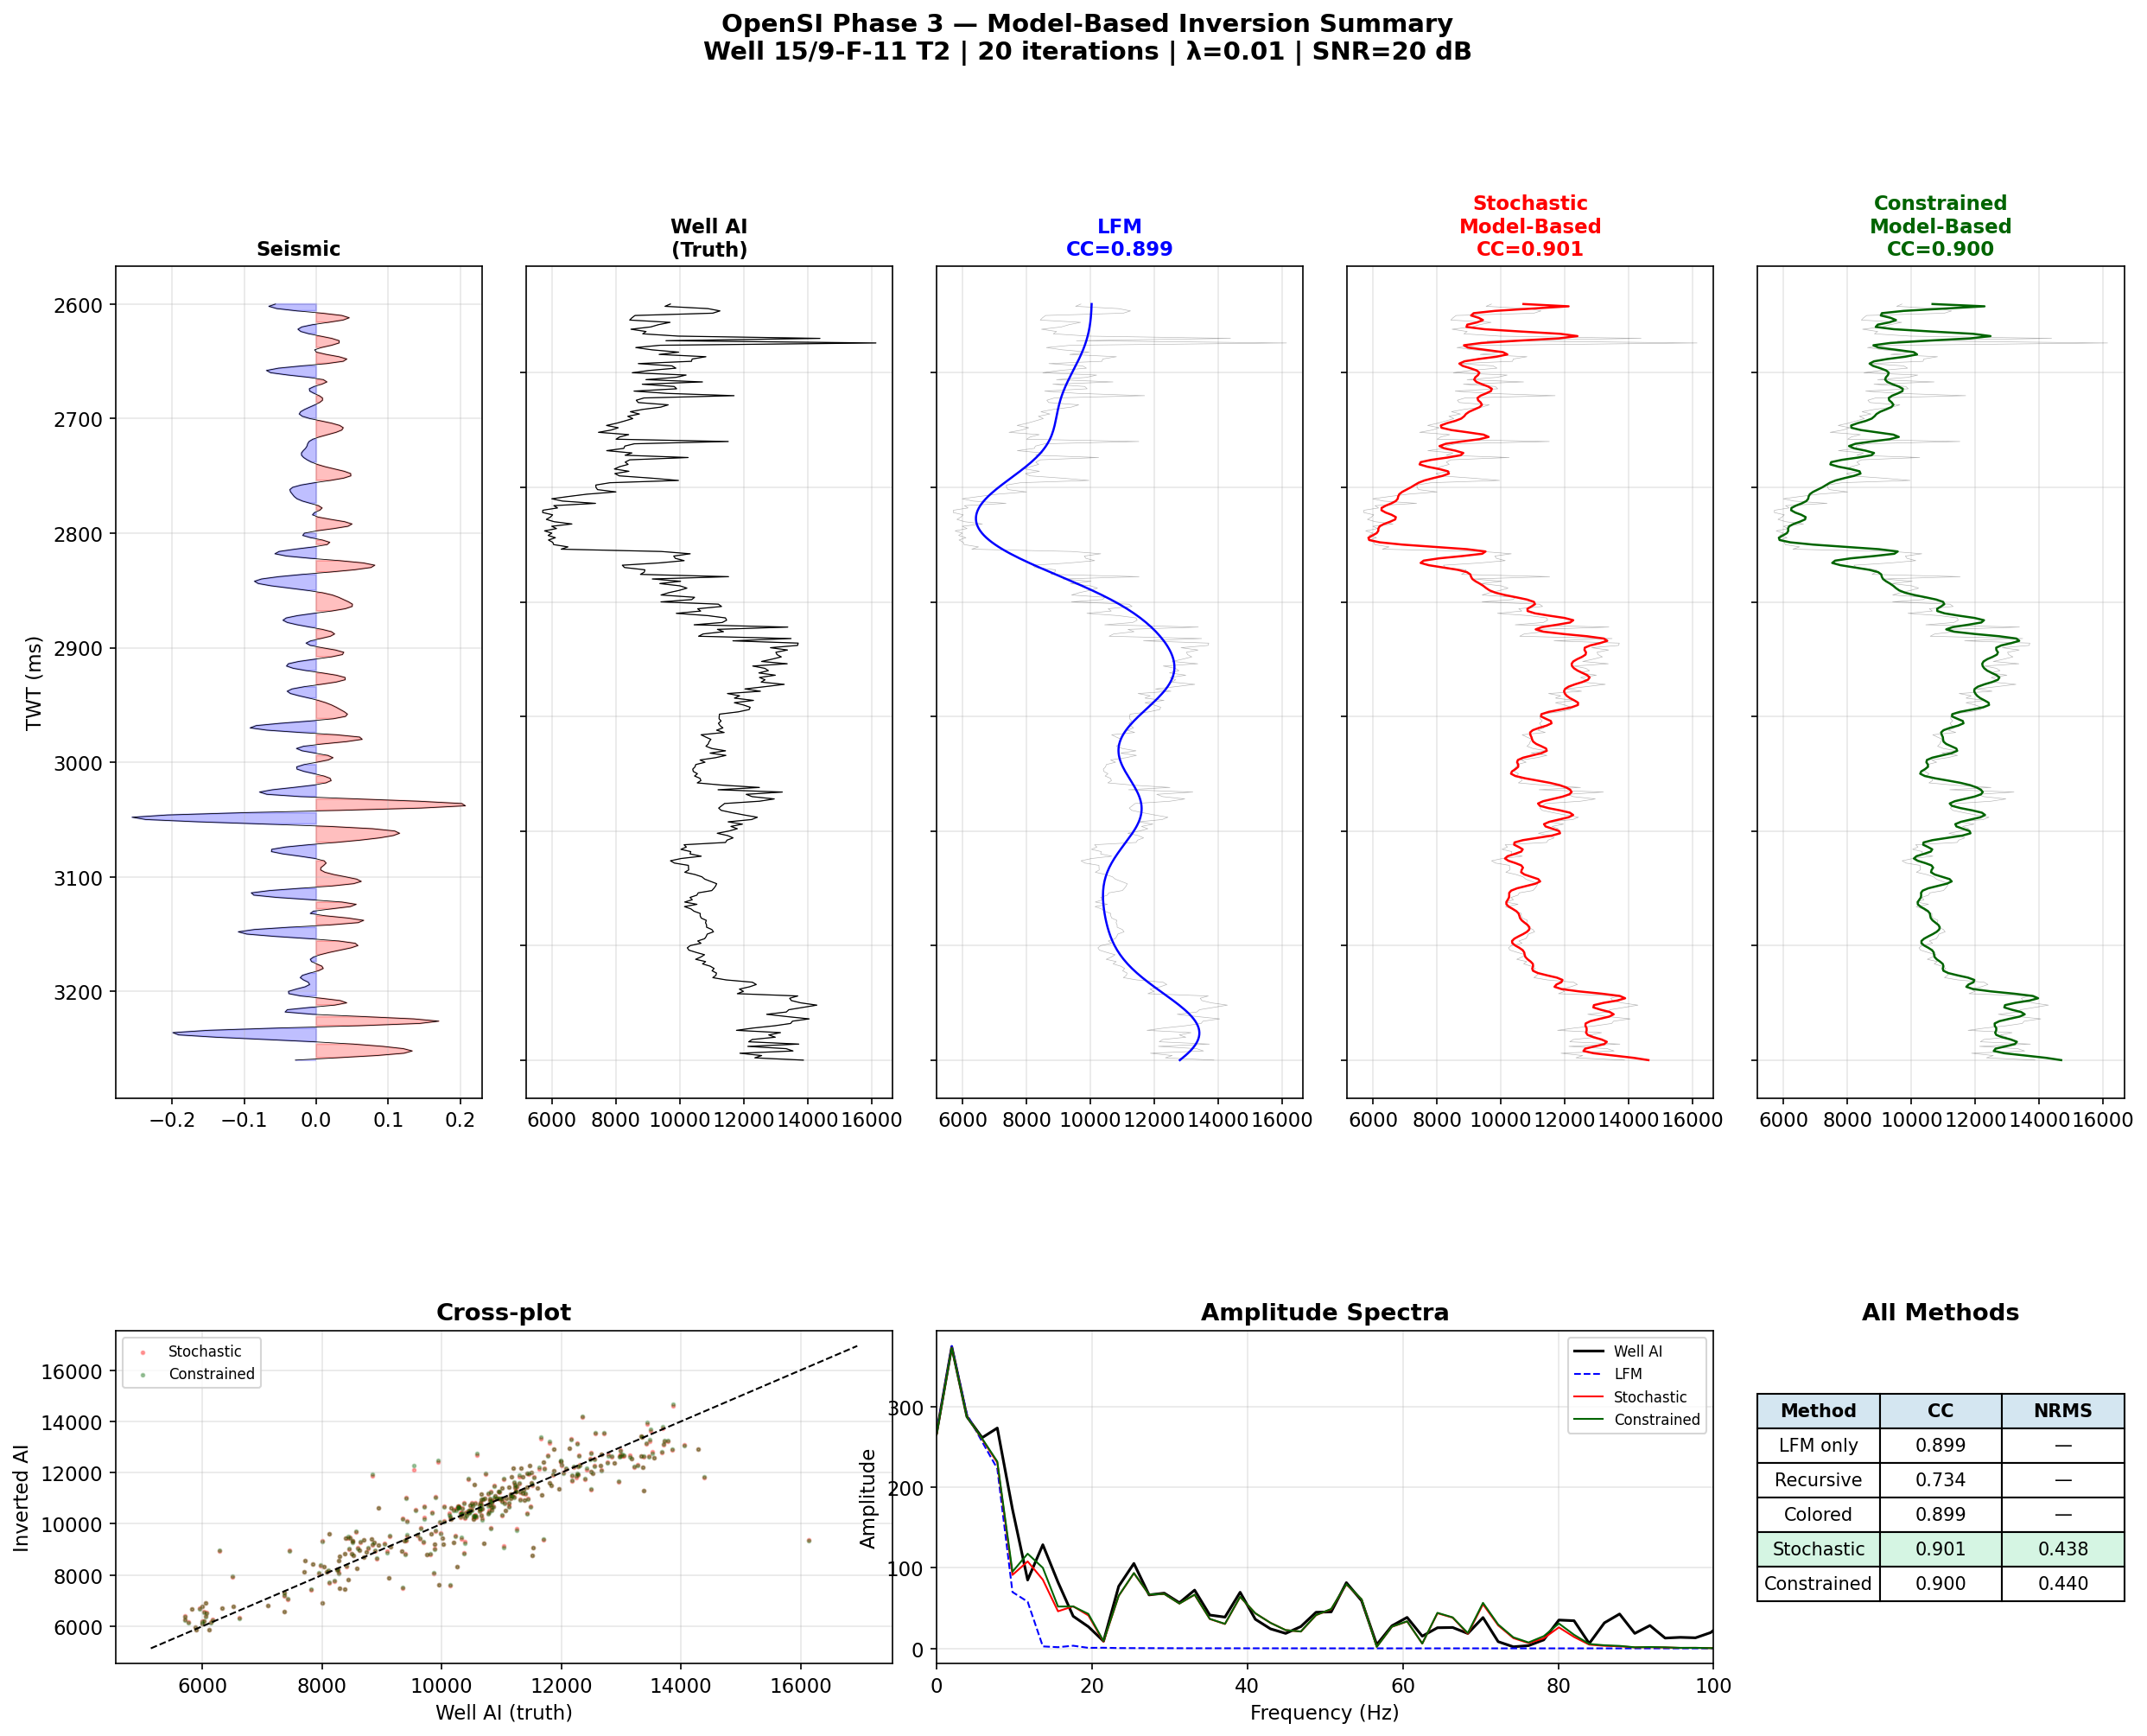 OpenSI Phase 3 — Model-Based Inversion Summary
Well 15/9-F-11 T2 | 20 iterations | λ=0.01 | SNR=20 dB
Seismic
Well AI
(Truth)
LFM
CC=0.899
Stochastic
Model-Based
CC=0.901
Constrained
Model-Based
CC=0.900
TWT (ms)
2600
2700
2800
2900
3000
3100
3200
−0.2 −0.1 0.0 0.1 0.2
6000 8000 10000 12000 14000 16000
6000 8000 10000 12000 14000 16000
6000 8000 10000 12000 14000 16000
6000 8000 10000 12000 14000 16000
Cross-plot
Stochastic
Constrained
Inverted AI
16000
14000
12000
10000
8000
6000
6000 8000 10000 12000 14000 16000
Well AI (truth)
Amplitude Spectra
Well AI
LFM
Stochastic
Constrained
Amplitude
300
200
100
0
0 20 40 60 80 100
Frequency (Hz)
All Methods
Method CC NRMS
LFM only 0.899 —
Recursive 0.734 —
Colored 0.899 —
Stochastic 0.901 0.438
Constrained 0.900 0.440